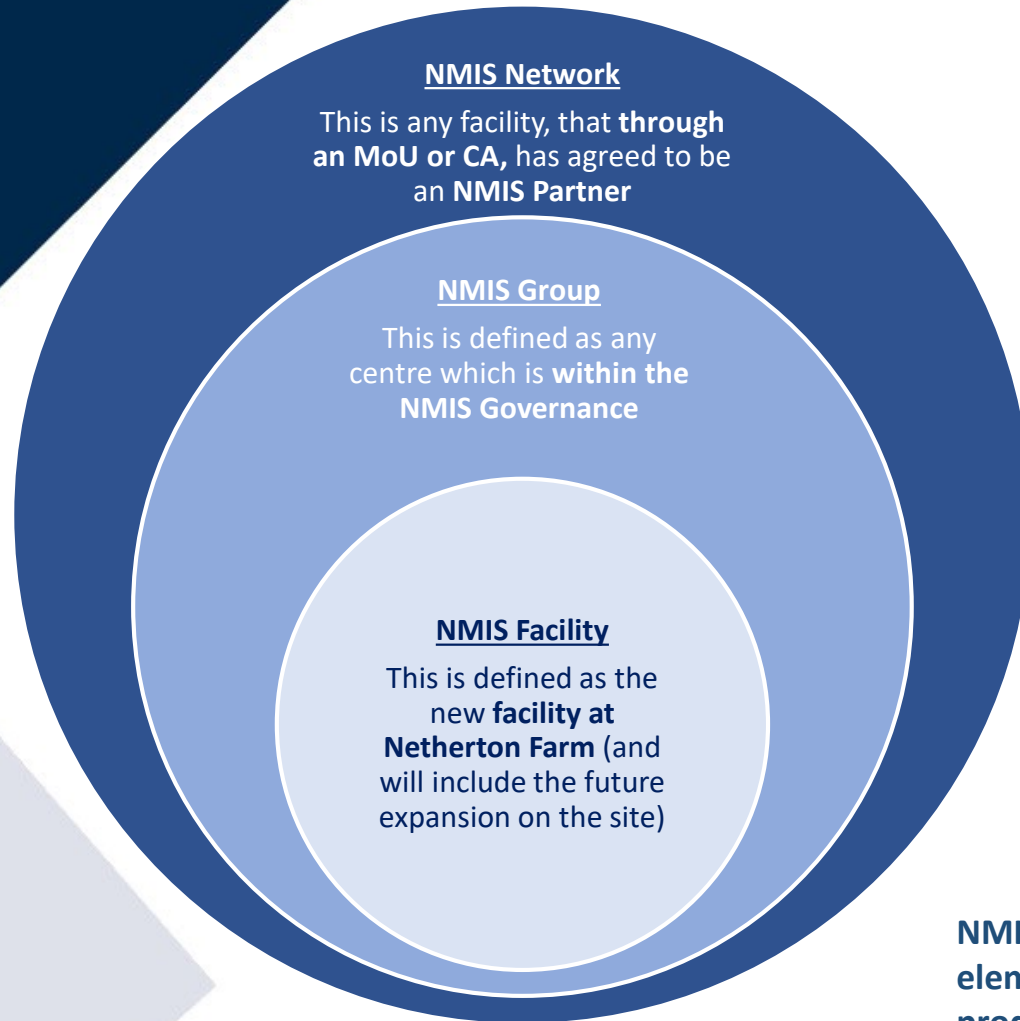 NMIS Network
This is any facility, that through
an MoU or CA, has agreed to be
an NMIS Partner
NMIS Group
This is defined as any
centre which is within the
NMIS Governance
NMIS Facility
This is defined as the
new facility at
Netherton Farm (and
will include the future
expansion on the site)